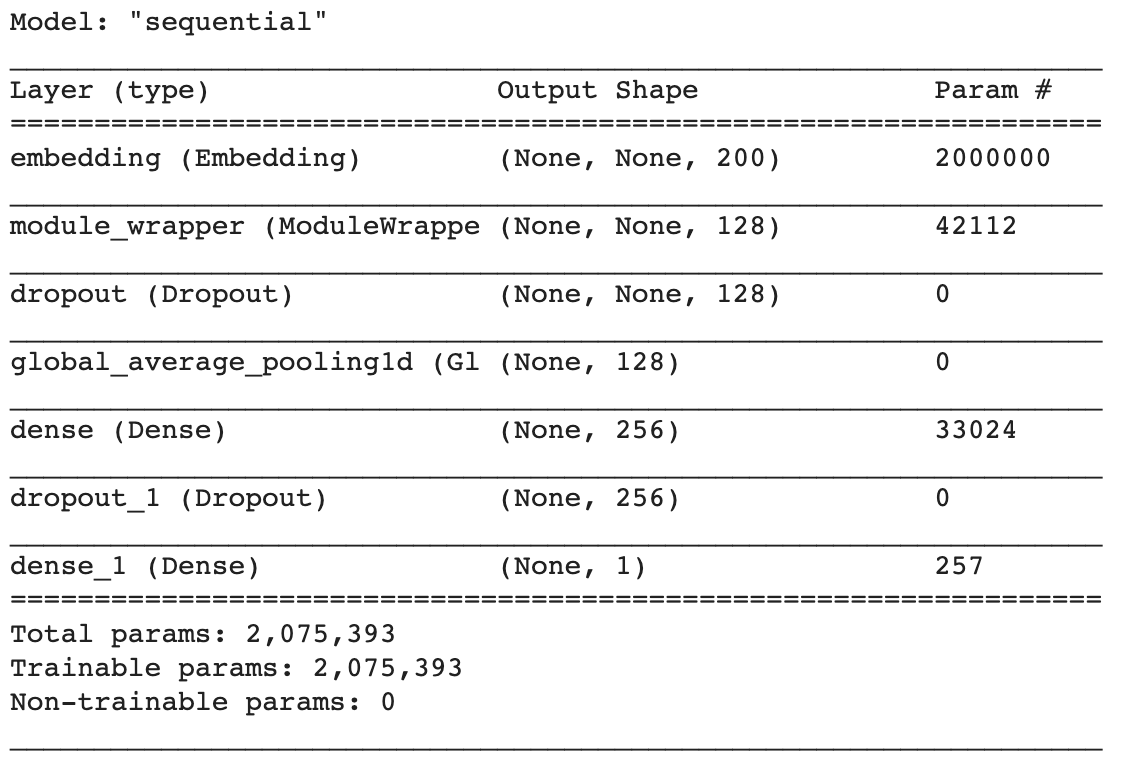 Model: "sequential"
Layer (type) Output Shape Param #
embedding (Embedding) (None, None, 200) 2000000
module_wrapper (ModuleWrappe (None, None, 128) 42112
dropout (Dropout) (None, None, 128) 0
global_average_pooling1d (Gl (None, 128) 0
dense (Dense) (None, 256) 33024
dropout_1 (Dropout) (None, 256) 0
dense_1 (Dense) (None, 1) 257
Total params: 2,075,393
Trainable params: 2,075,393
Non-trainable params: 0